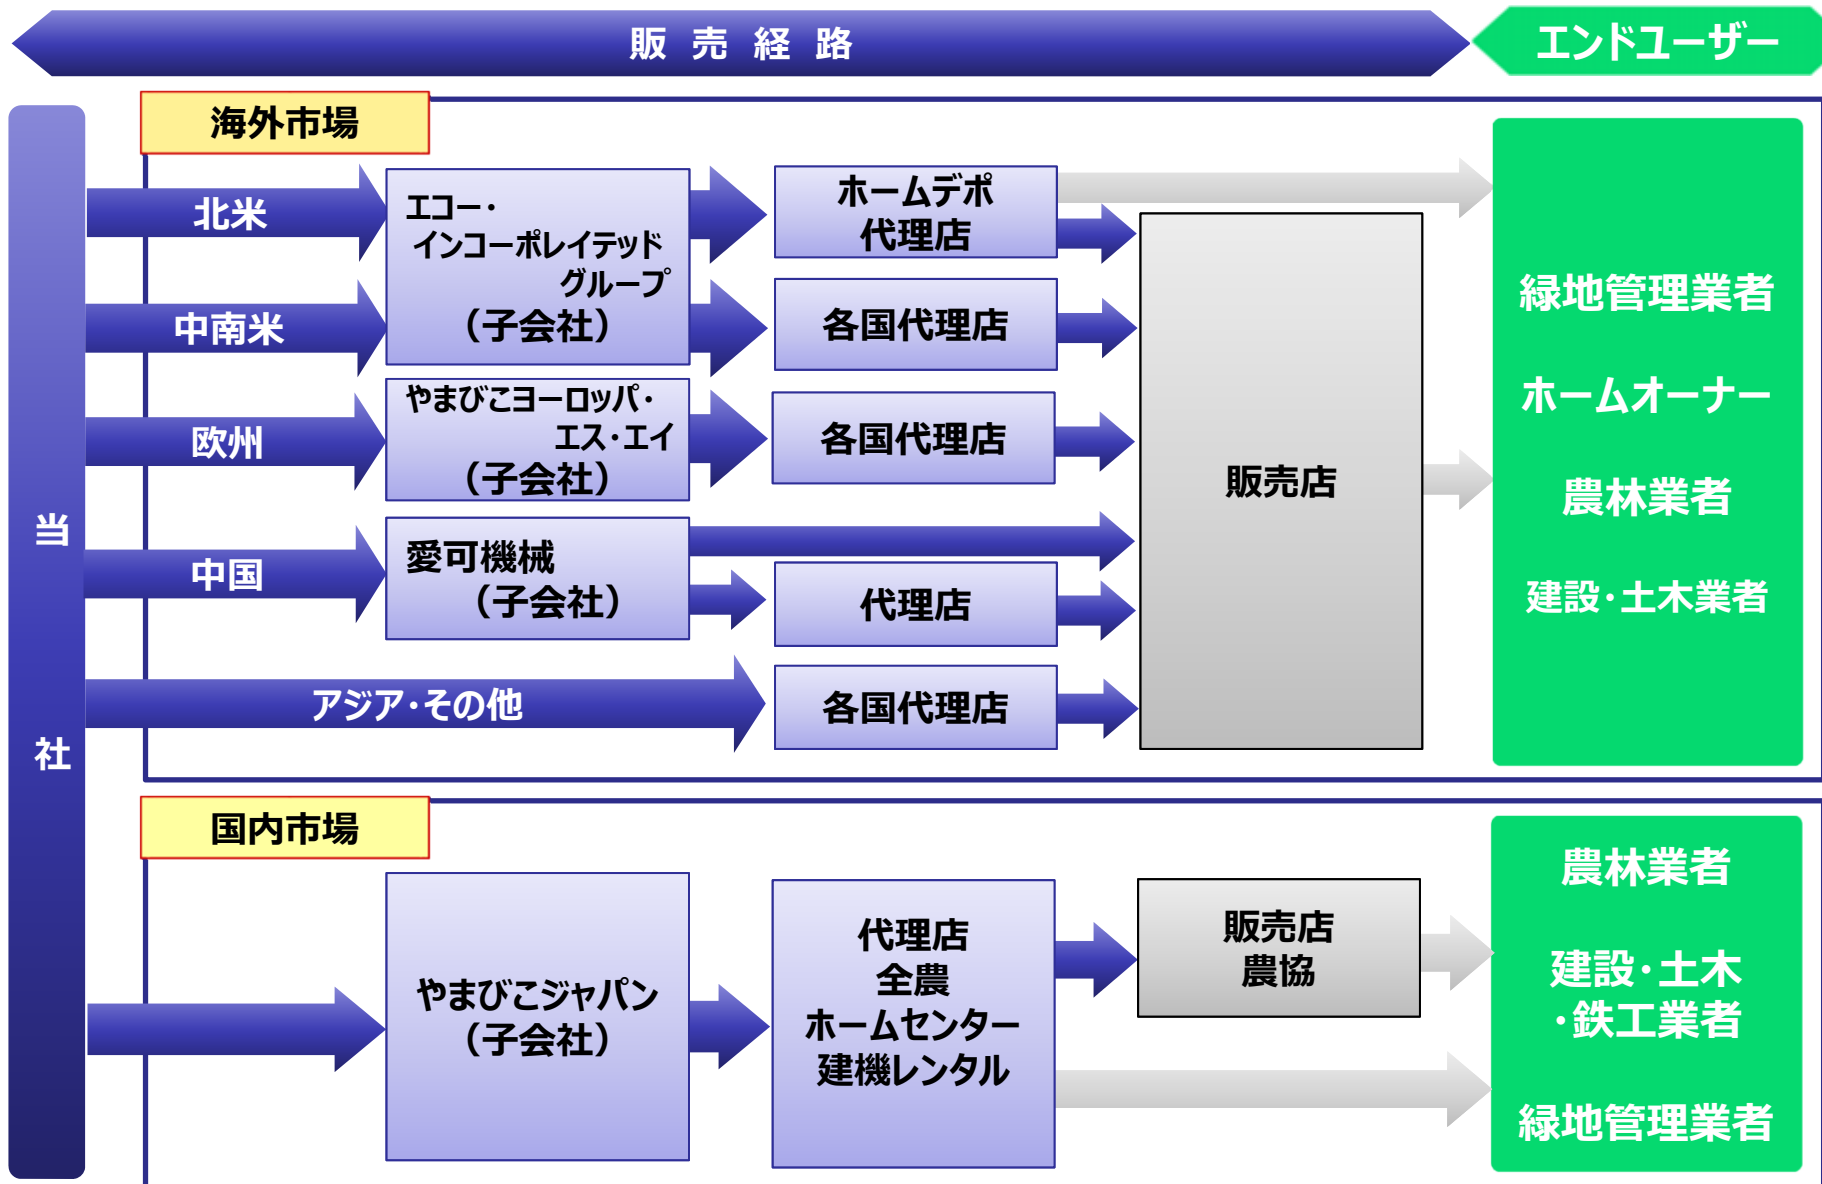 販売経路
エンドユーザー
当社
海外市場
北米
エコー・
インコーポレイテッド
グループ
（子会社）
ホームデポ
代理店
中南米
各国代理店
欧州
やまびこヨーロッパ・
エス・エイ
（子会社）
各国代理店
中国
愛可機械
（子会社）
代理店
アジア・その他
各国代理店
販売店
緑地管理業者
ホームオーナー
農林業者
建設・土木業者
国内市場
やまびこジャパン
（子会社）
代理店
全農
ホームセンター
建機レンタル
販売店
農協
農林業者
建設・土木
・鉄工業者
緑地管理業者